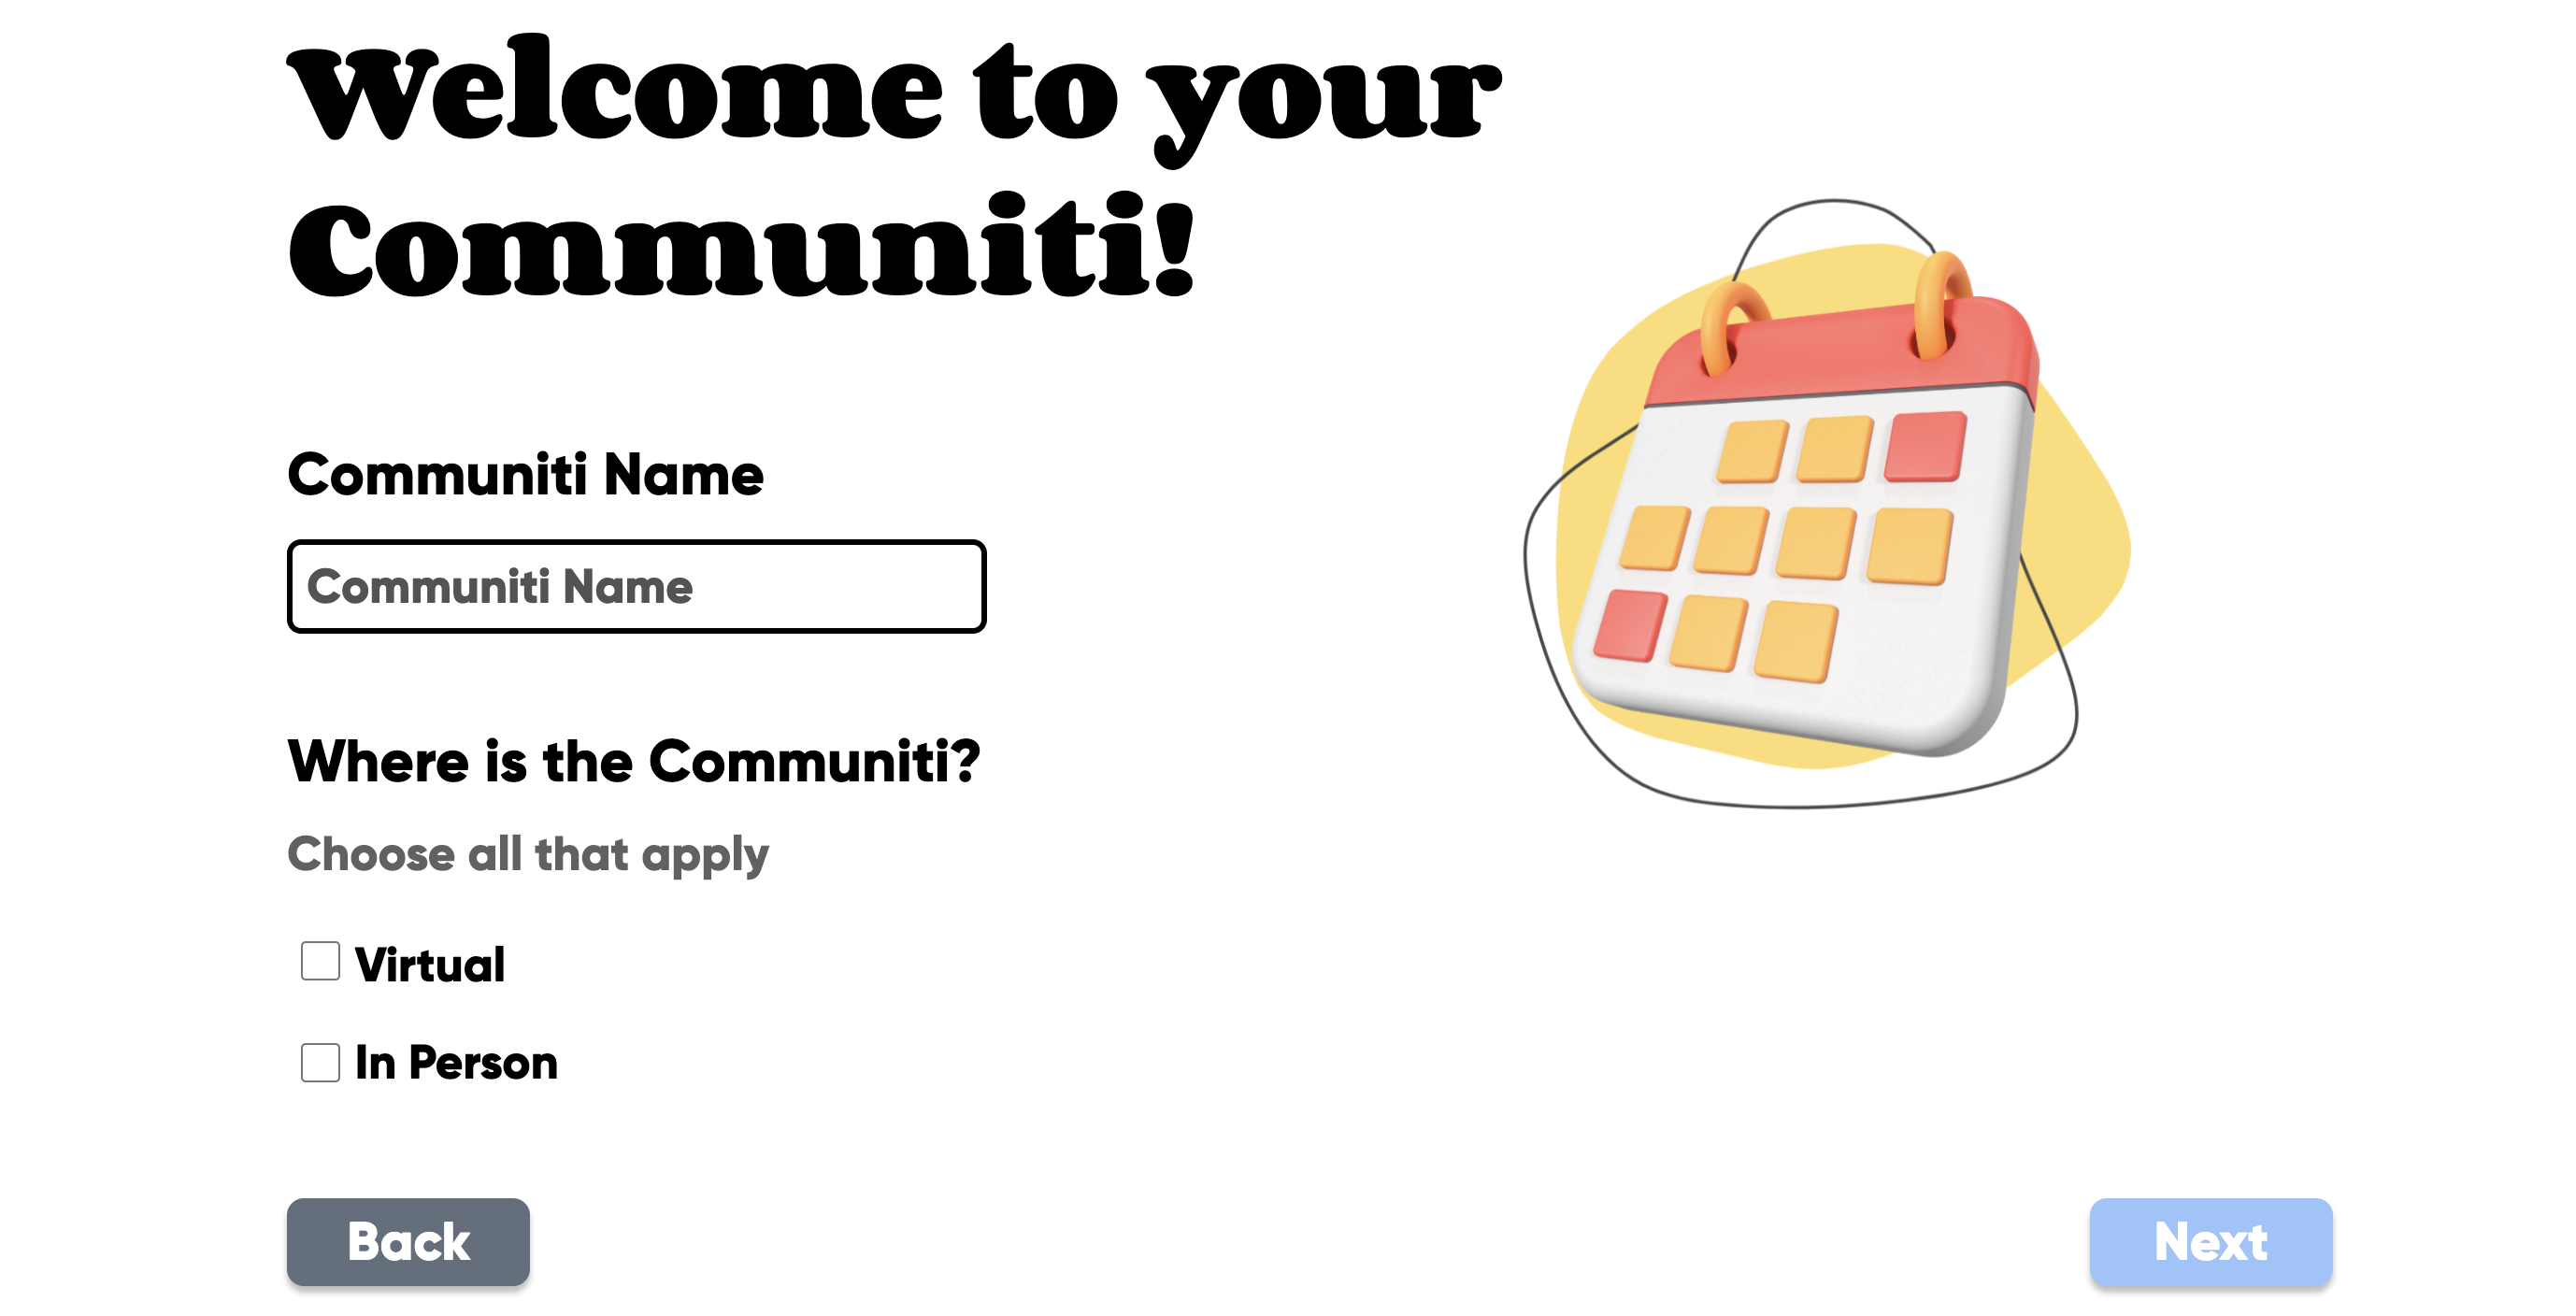 Welcome to your
Communiti!
Communiti Name
Communiti Name
Where is the Communiti?
Choose all that apply
Virtual
In Person
Back
Next